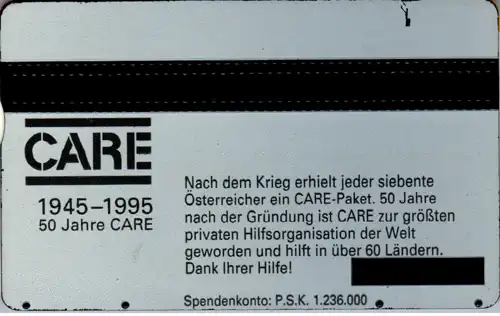 CARE
1945–1995
50 Jahre CARE
Nach dem Krieg erhielt jeder siebente
Österreicher ein CARE-Paket. 50 Jahre
nach der Gründung ist CARE zur größten
privaten Hilfsorganisation der Welt
geworden und hilft in über 60 Ländern.
Dank Ihrer Hilfe!
Spendenkonto: P.S.K. 1.236.000